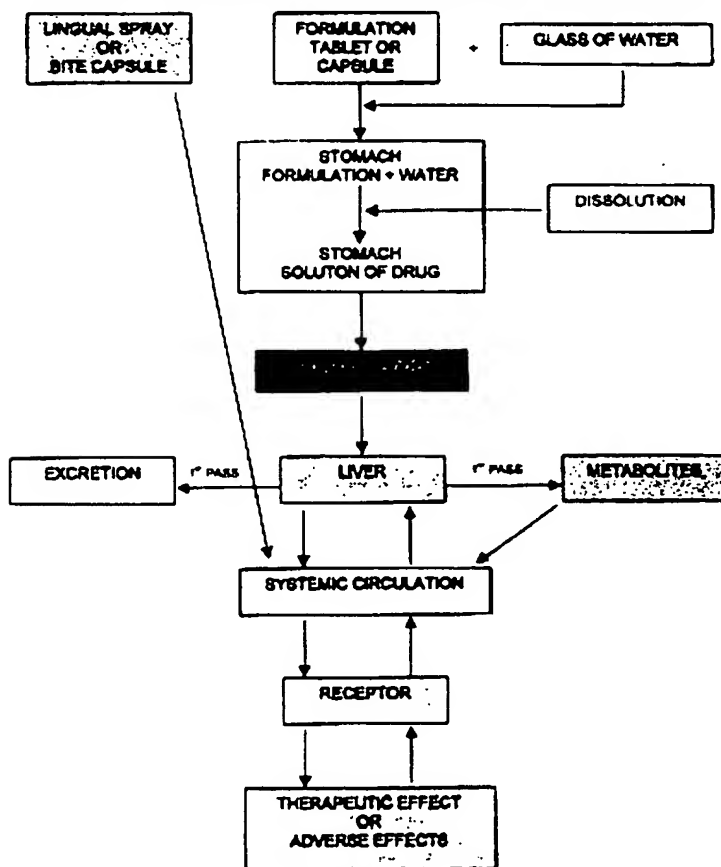 LINGUAL SPRAY
OR
BITE CAPSULE
FORMULATION
TABLET OR
CAPSULE
+
GLASS OF WATER
STOMACH
FORMULATION + WATER
DISSOLUTION
STOMACH
SOLUTON OF DRUG
EXCRETION
1st PASS
LIVER
1st PASS
METABOLITES
SYSTEMIC CIRCULATION
RECEPTOR
THERAPEUTIC EFFECT
OR
ADVERSE EFFECTS